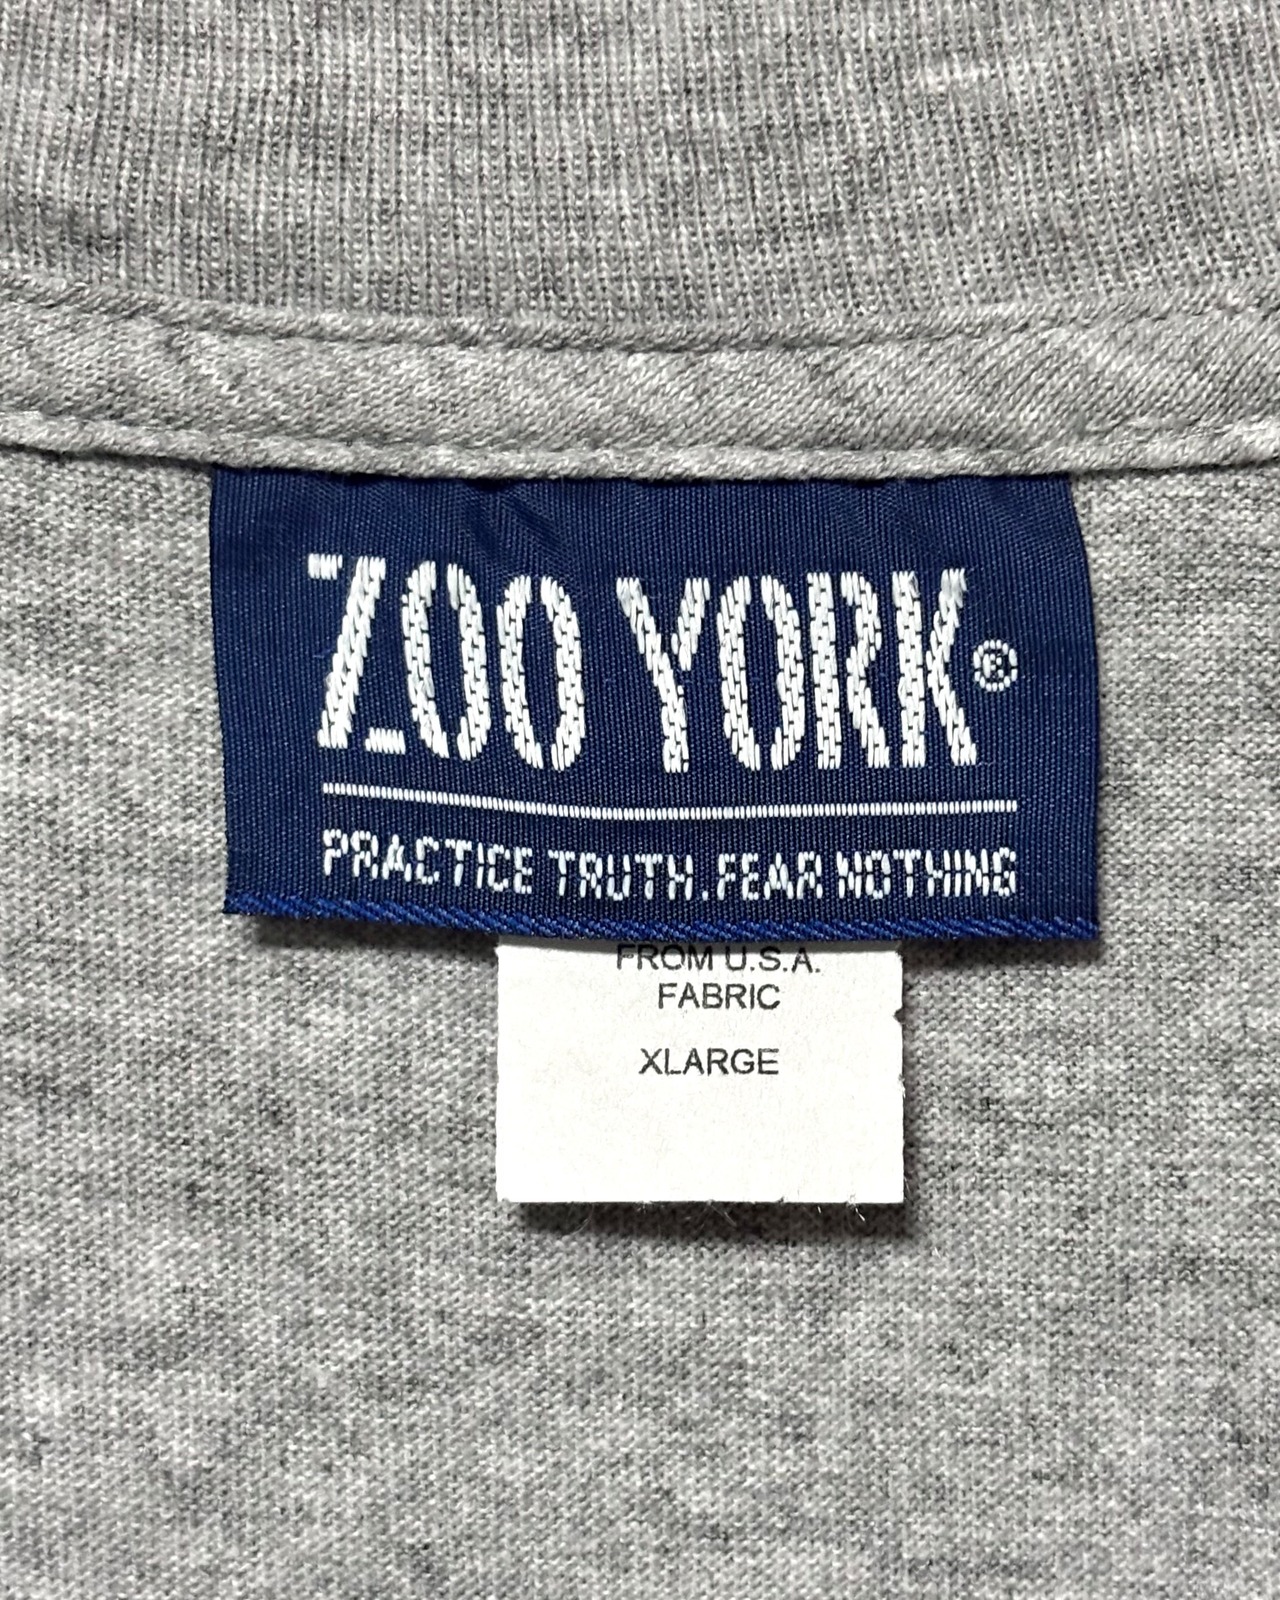 ZOO YORK®
PRACTICE TRUTH.FEAR NOTHING
FROM U.S.A.
FABRIC
XLARGE